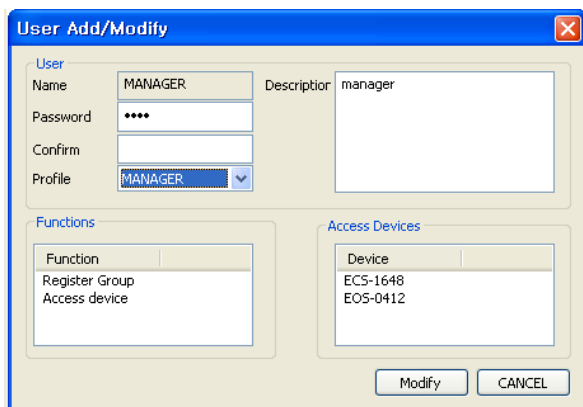 User Add/Modify
User
Name MANAGER Description manager
Password ••••
Confirm
Profile MANAGER
Functions
Function
Register Group
Access device
Access Devices
Device
ECS-1648
EOS-0412
Modify CANCEL